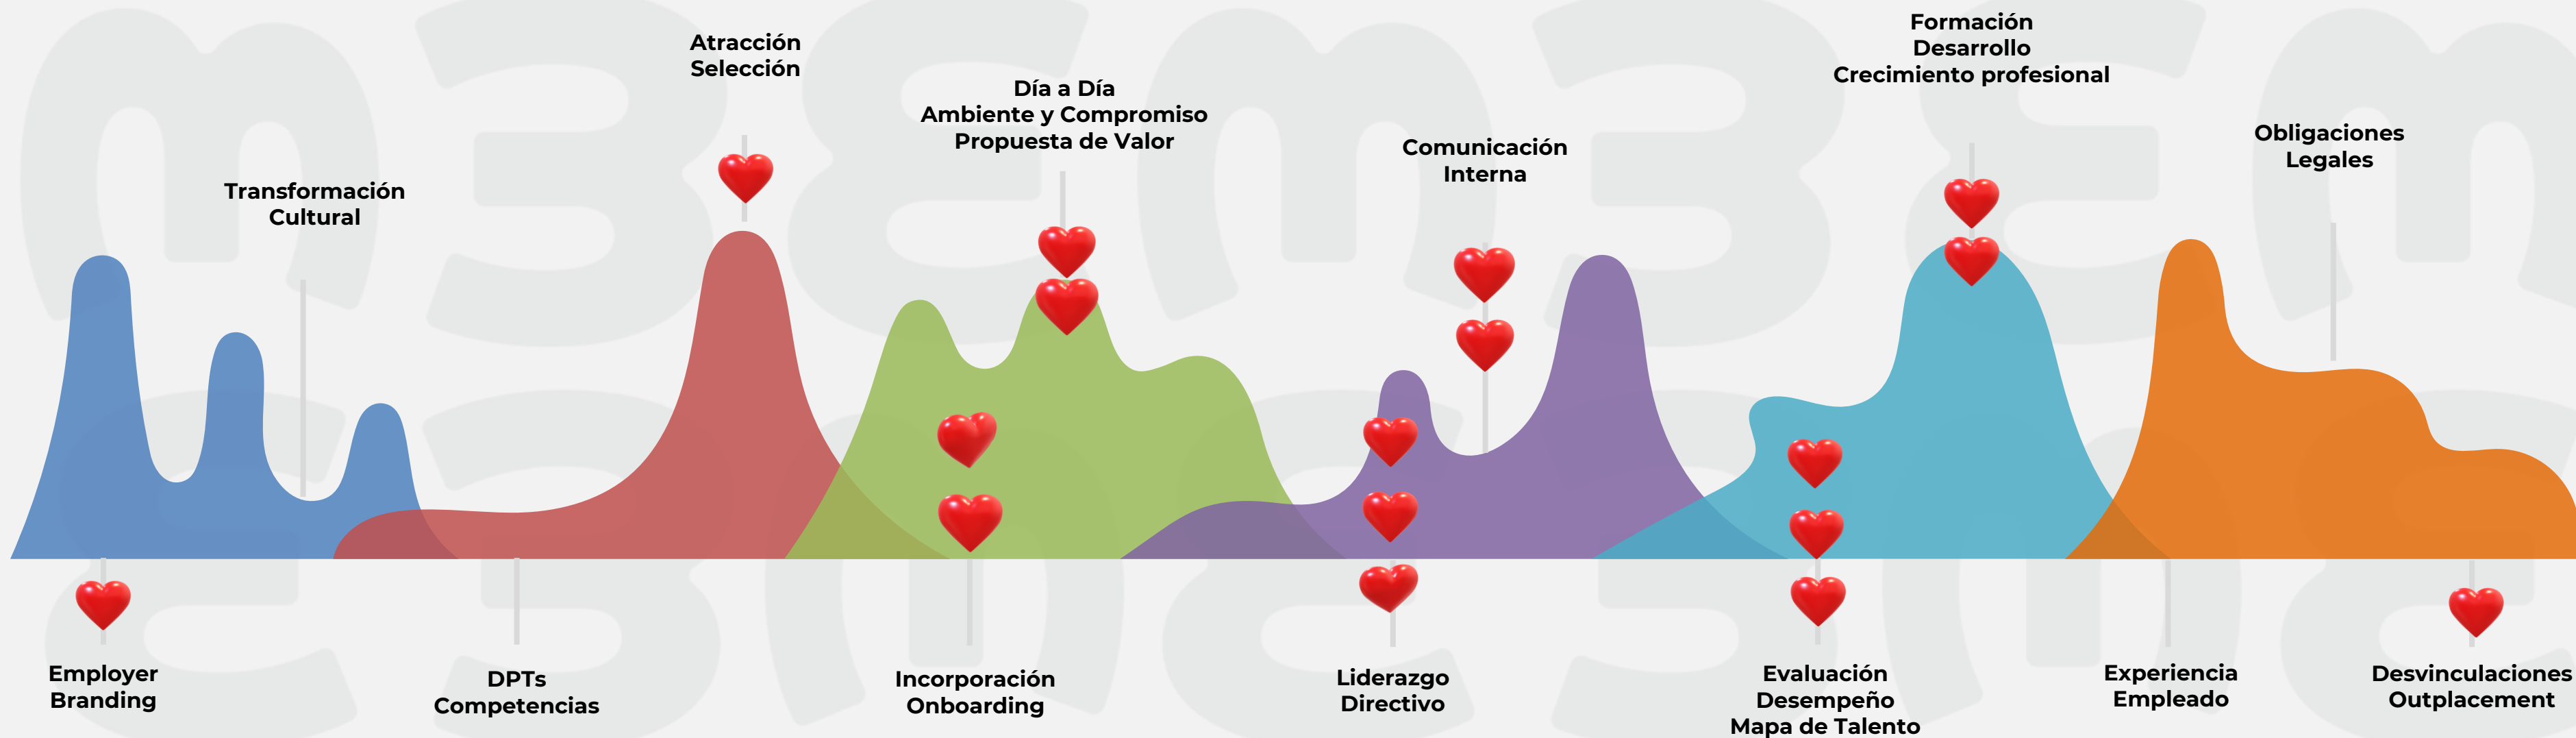 Employer
Branding
Transformación
Cultural
DPTs
Competencias
Atracción
Selección
Incorporación
Onboarding
Día a Día
Ambiente y Compromiso
Propuesta de Valor
Liderazgo
Directivo
Comunicación
Interna
Evaluación
Desempeño
Mapa de Talento
Formación
Desarrollo
Crecimiento profesional
Experiencia
Empleado
Obligaciones
Legales
Desvinculaciones
Outplacement